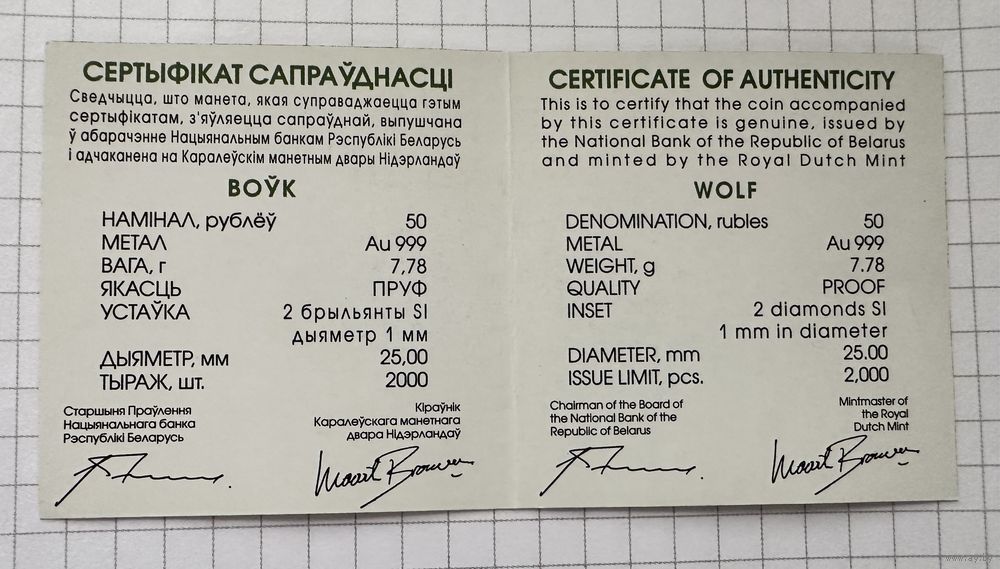 СЕРТЫФІКАТ САПРАЎДНАСЦІ
Сведчыцца, што манета, якая суправаджаецца гэтым
сертыфікатам, з'яўляецца сапраўднай, выпушчана
ў абарачэнне Нацыянальным банкам Рэспублікі Беларусь
і адчаканена на Каралеўскім манетным двары Нідэрландаў
ВОЎК
НАМІНАЛ, рублёў 50
МЕТАЛ Au 999
ВАГА, г 7,78
ЯКАСЦЬ ПРУФ
УСТАЎКА 2 брыльянты SI
дыяметр 1 мм
ДЫЯМЕТР, мм 25,00
ТЫРАЖ, шт. 2000
Старшыня Праўлення
Нацыянальнага банка
Рэспублікі Беларусь
Кіраўнік
Каралеўскага манетнага
двара Нідэрландаў
CERTIFICATE OF AUTHENTICITY
This is to certify that the coin accompanied
by this certificate is genuine, issued by
the National Bank of the Republic of Belarus
and minted by the Royal Dutch Mint
WOLF
DENOMINATION, rubles 50
METAL Au 999
WEIGHT, g 7.78
QUALITY PROOF
INSET 2 diamonds SI
1 mm in diameter
DIAMETER, mm 25.00
ISSUE LIMIT, pcs. 2,000
Chairman of the Board of
the National Bank of the
Republic of Belarus
Mintmaster of
the Royal
Dutch Mint
www.ay.by